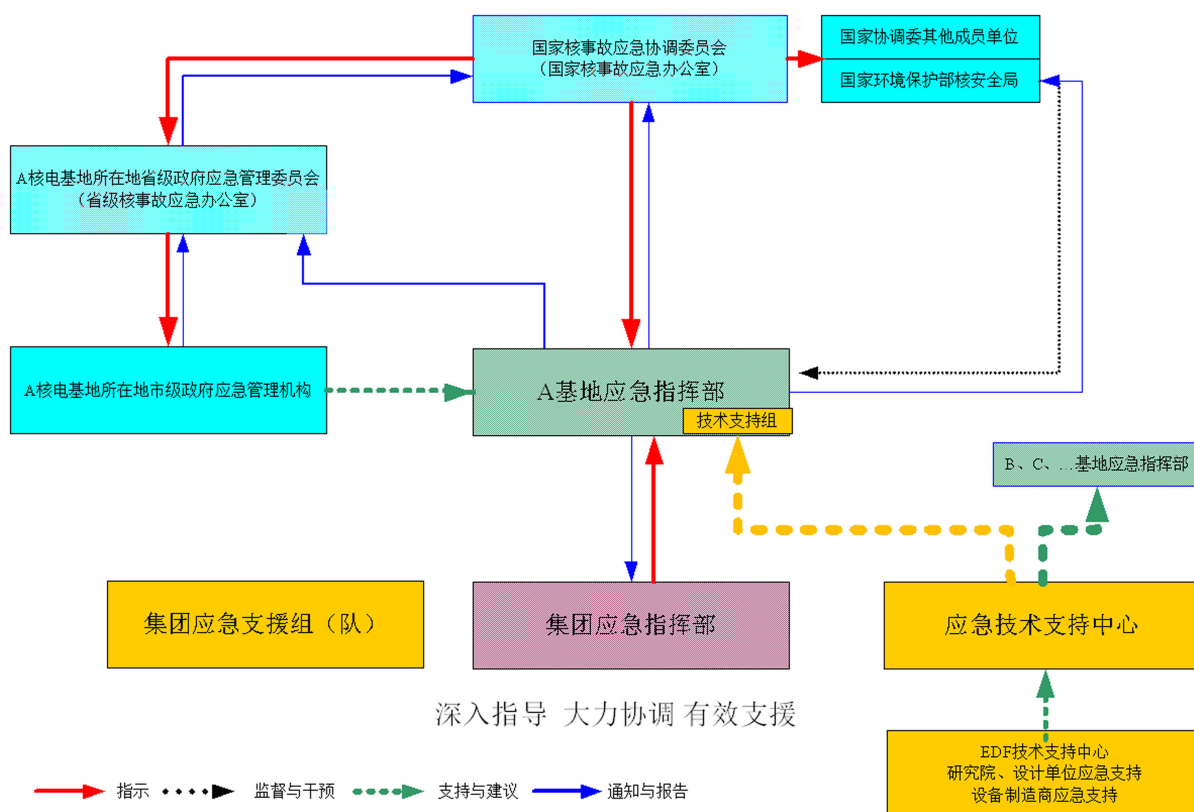 国家核事故应急协调委员会
（国家核事故应急办公室）
国家协调委其他成员单位
国家环境保护部核安全局
A核电基地所在地省级政府应急管理委员会
（省级核事故应急办公室）
A核电基地所在地市级政府应急管理机构
A基地应急指挥部
技术支持组
B、C、…基地应急指挥部
集团应急支援组（队）
集团应急指挥部
应急技术支持中心
深入指导 大力协调 有效支援
EDF技术支持中心
研究院、设计单位应急支持
设备制造商应急支持
指示
监督与干预
支持与建议
通知与报告